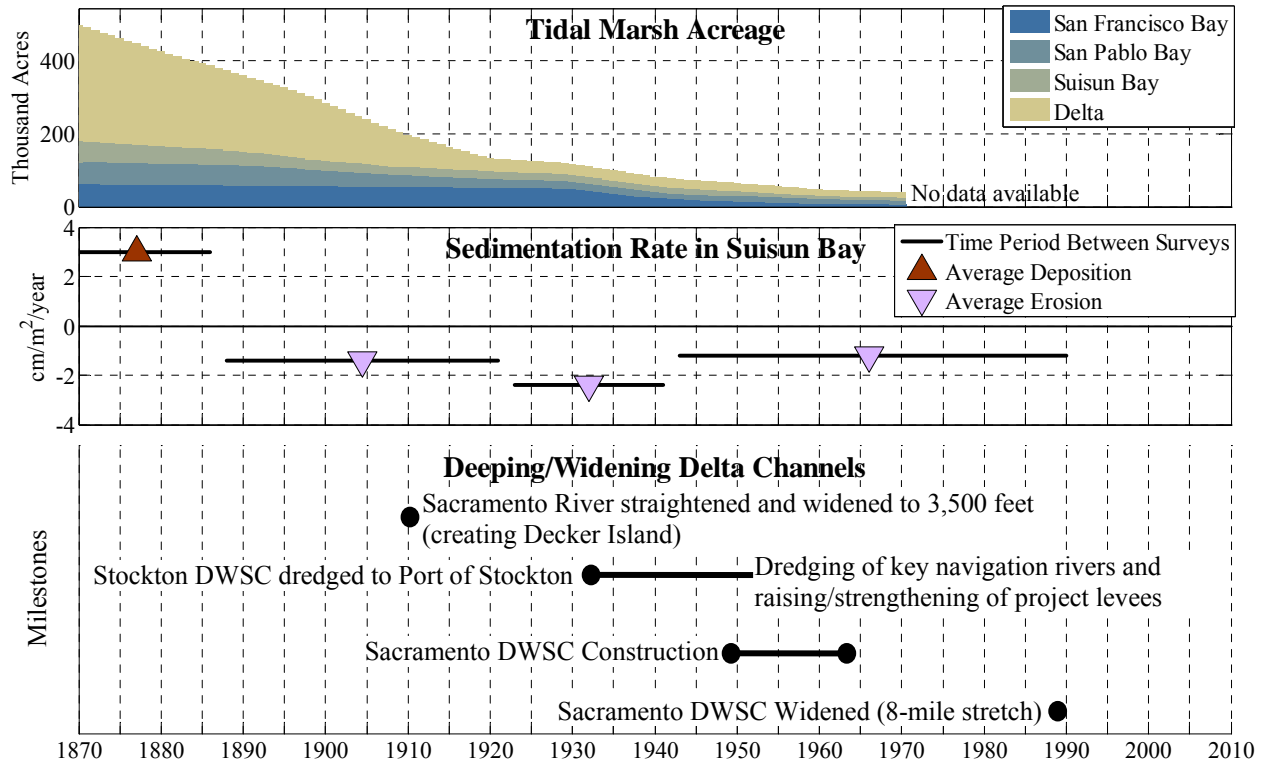 Tidal Marsh Acreage
Thousand Acres
400
200
0
San Francisco Bay
San Pablo Bay
Suisun Bay
Delta
No data available
Sedimentation Rate in Suisun Bay
cm/m²/year
4
2
0
-2
-4
Time Period Between Surveys
Average Deposition
Average Erosion
Deeping/Widening Delta Channels
Milestones
Sacramento River straightened and widened to 3,500 feet
(creating Decker Island)
Stockton DWSC dredged to Port of Stockton
Dredging of key navigation rivers and
raising/strengthening of project levees
Sacramento DWSC Construction
Sacramento DWSC Widened (8-mile stretch)
1870 1880 1890 1900 1910 1920 1930 1940 1950 1960 1970 1980 1990 2000 2010